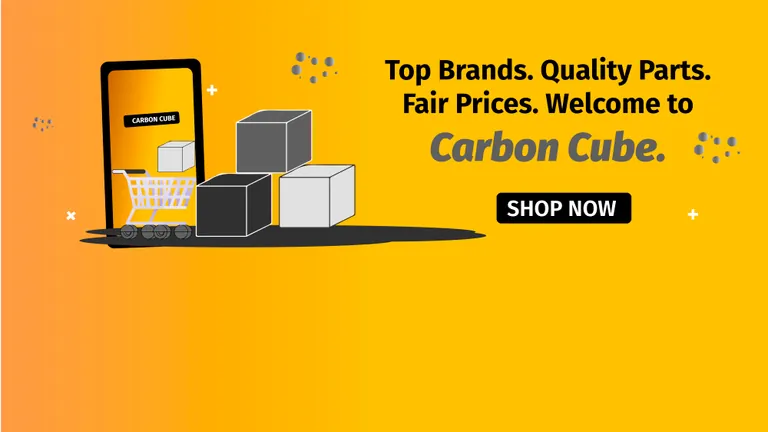 CARBON CUBE
Top Brands. Quality Parts.
Fair Prices. Welcome to
Carbon Cube.
SHOP NOW